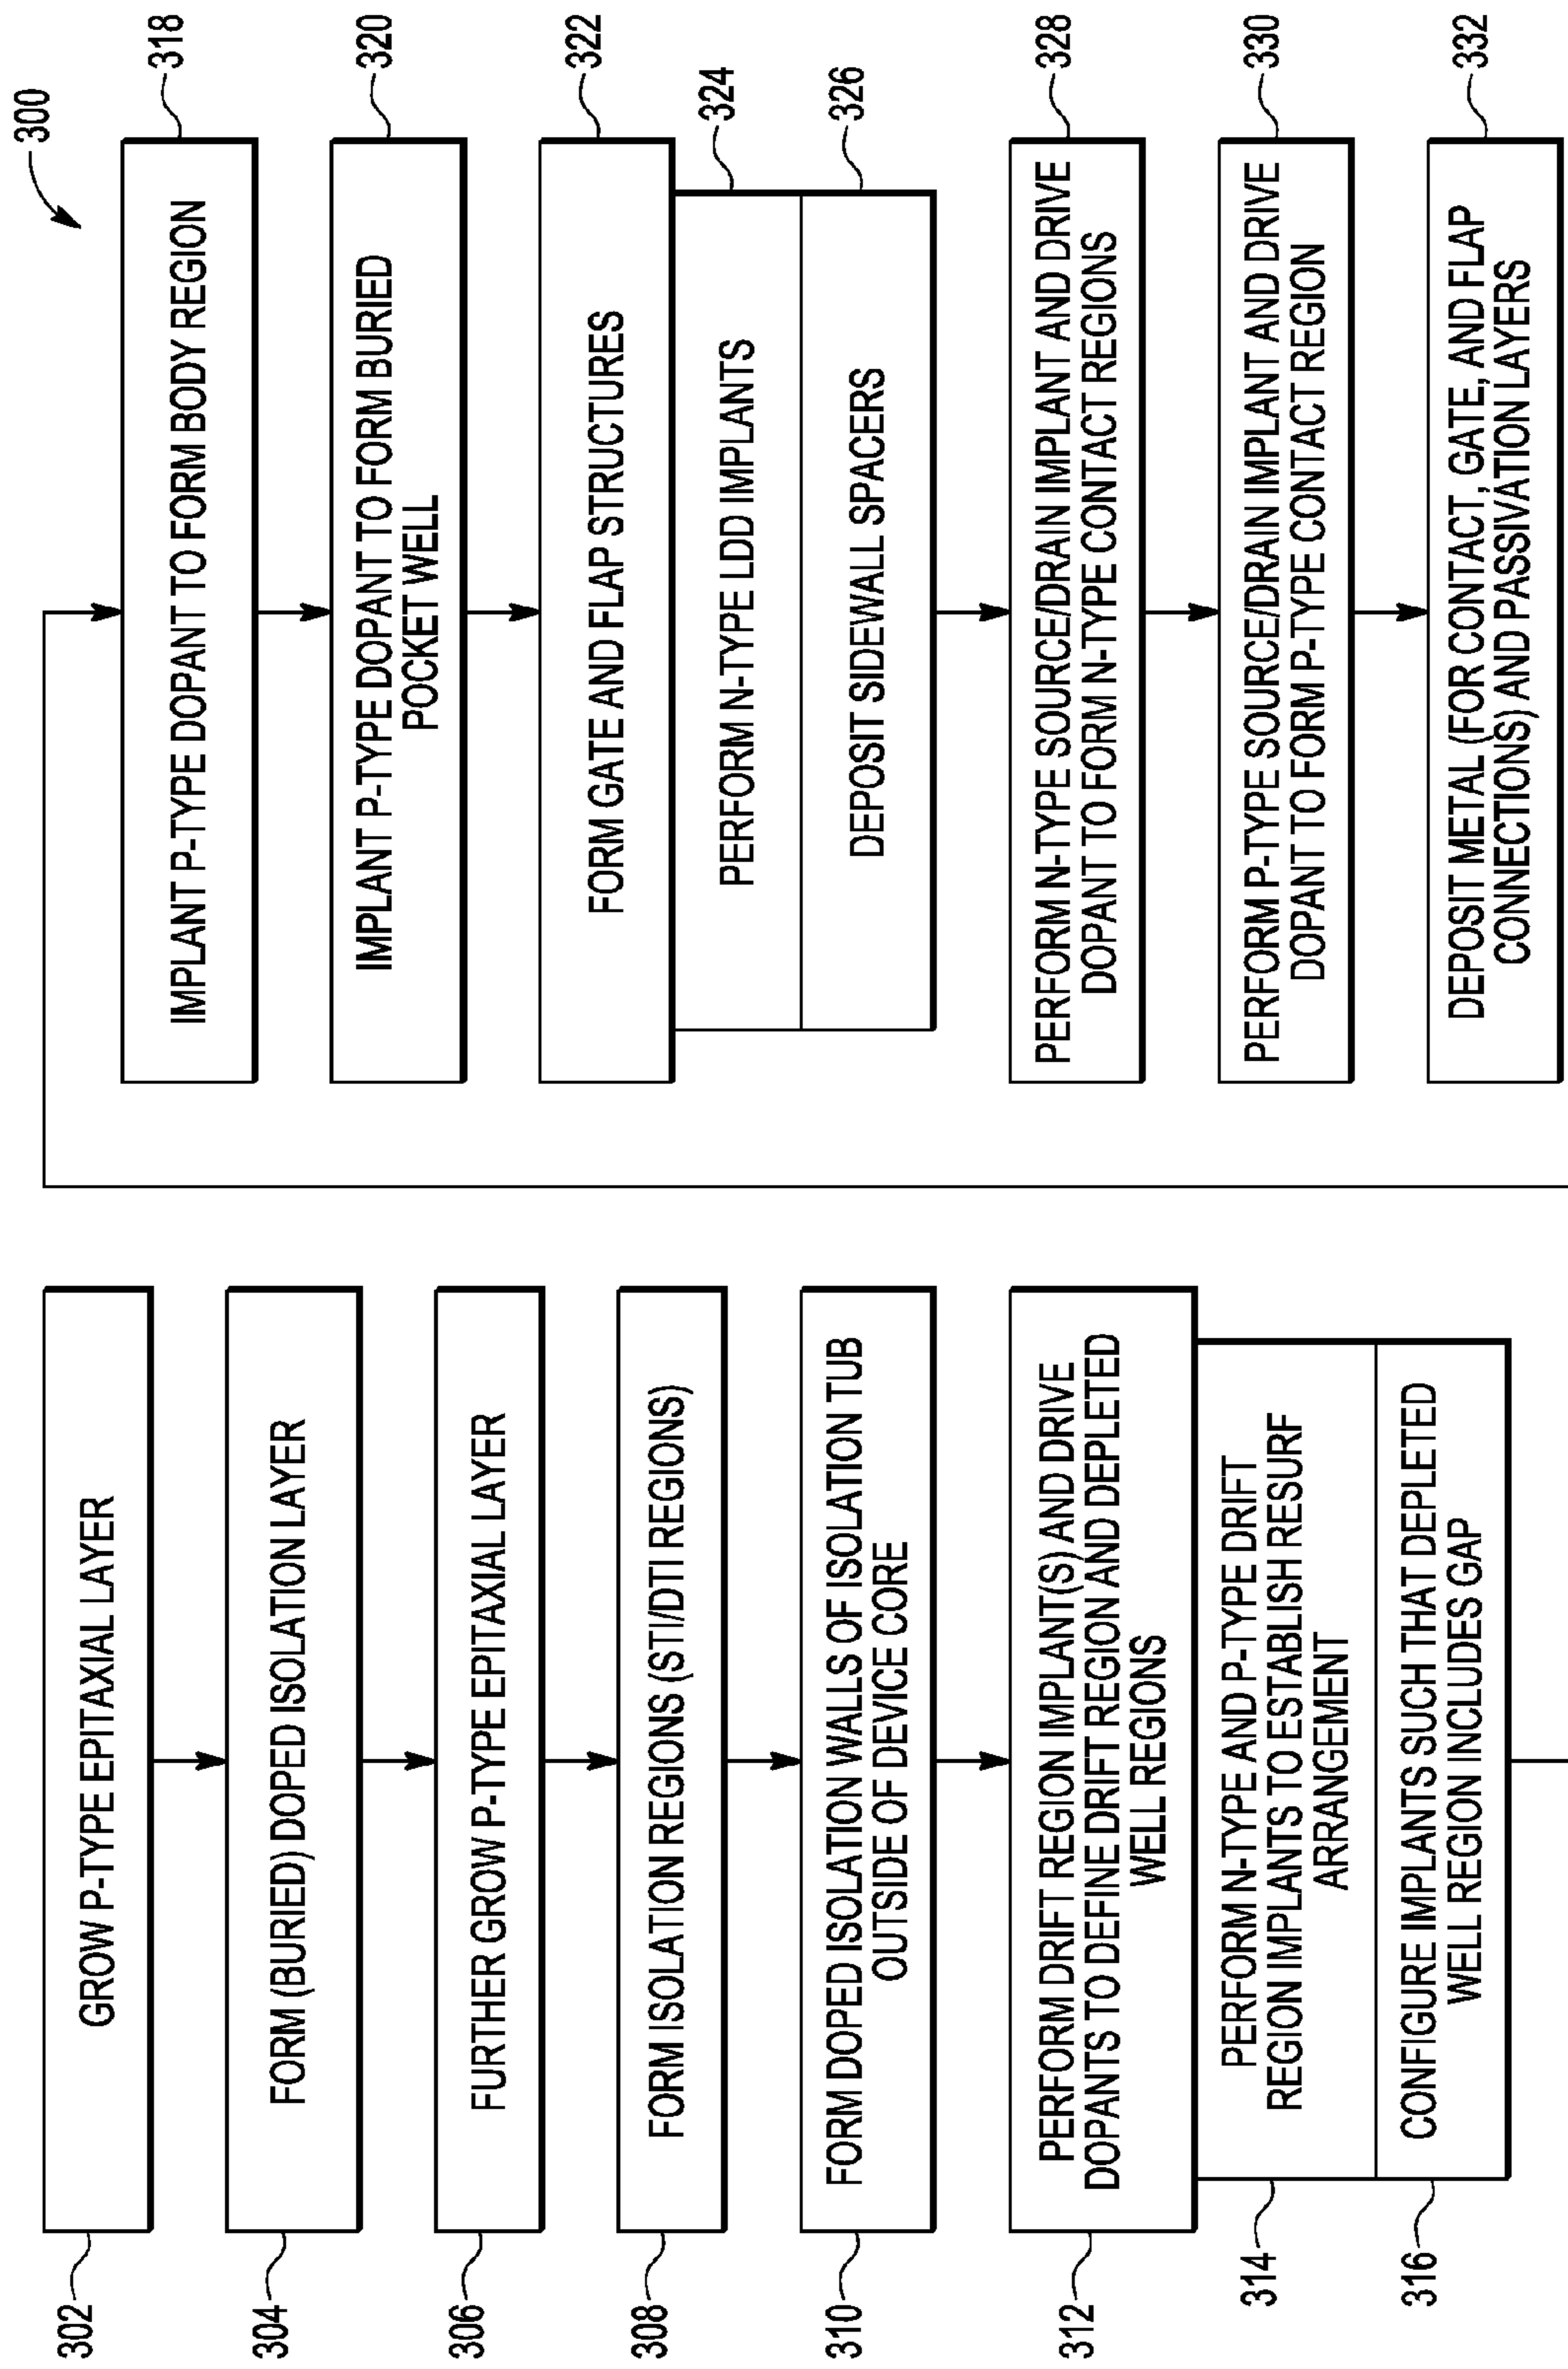 300
302
GROW P-TYPE EPITAXIAL LAYER
304
FORM (BURIED) DOPED ISOLATION LAYER
306
FURTHER GROW P-TYPE EPITAXIAL LAYER
308
FORM ISOLATION REGIONS (STI/DTI REGIONS)
310
FORM DOPED ISOLATION WALLS OF ISOLATION TUB
OUTSIDE OF DEVICE CORE
312
PERFORM DRIFT REGION IMPLANT(S) AND DRIVE
DOPANTS TO DEFINE DRIFT REGION AND DEPLETED
WELL REGIONS
314
PERFORM N-TYPE AND P-TYPE DRIFT
REGION IMPLANTS TO ESTABLISH RESURF
ARRANGEMENT
316
CONFIGURE IMPLANTS SUCH THAT DEPLETED
WELL REGION INCLUDES GAP
IMPLANT P-TYPE DOPANT TO FORM BODY REGION
318
IMPLANT P-TYPE DOPANT TO FORM BURIED
POCKET WELL
320
FORM GATE AND FLAP STRUCTURES
322
PERFORM N-TYPE LDD IMPLANTS
324
DEPOSIT SIDEWALL SPACERS
326
PERFORM N-TYPE SOURCE/DRAIN IMPLANT AND DRIVE
DOPANT TO FORM N-TYPE CONTACT REGIONS
328
PERFORM P-TYPE SOURCE/DRAIN IMPLANT AND DRIVE
DOPANT TO FORM P-TYPE CONTACT REGION
330
DEPOSIT METAL (FOR CONTACT, GATE, AND FLAP
CONNECTIONS) AND PASSIVATION LAYERS
332